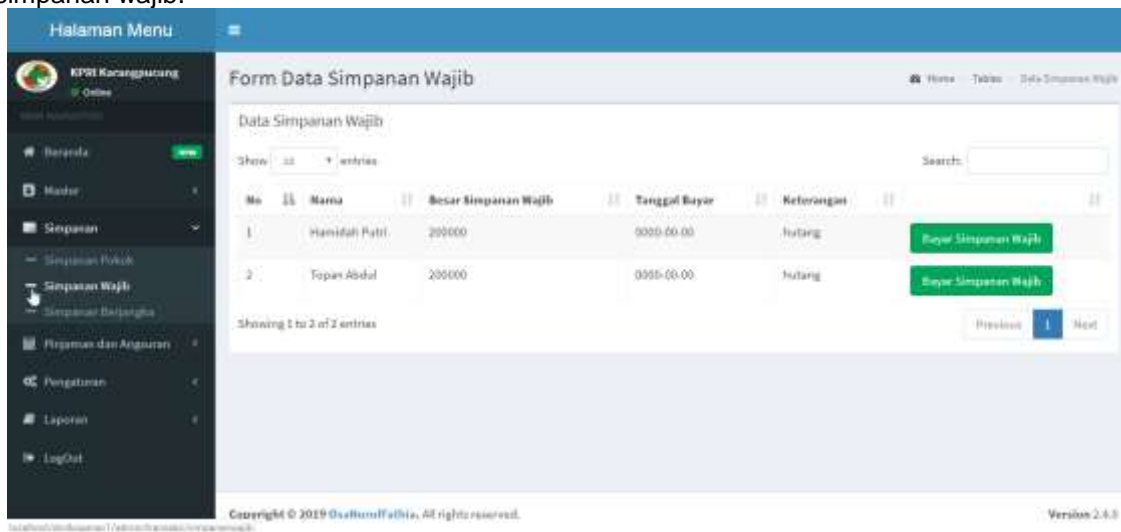 simpanan wajib.
Halaman Menu
KPRI Karangpucung
Online
Form Data Simpanan Wajib
Home Tables Data Simpanan Wajib
Data Simpanan Wajib
Show 10 entries
Search:
Beranda
Master
Simpanan
Simpanan Pokok
Simpanan Wajib
Simpanan Berjangka
Pinjaman dan Angsuran
Pengaturan
Laporan
LogOut
No Nama Besar Simpanan Wajib Tanggal Bayar Keterangan
1 Hamidah Putri 200000 0000-00-00 hutang Bayar Simpanan Wajib
2 Topan Abdul 200000 0000-00-00 hutang Bayar Simpanan Wajib
Showing 1 to 2 of 2 entries
Previous 1 Next
Copyright © 2019 All rights reserved.
Version 2.4.0